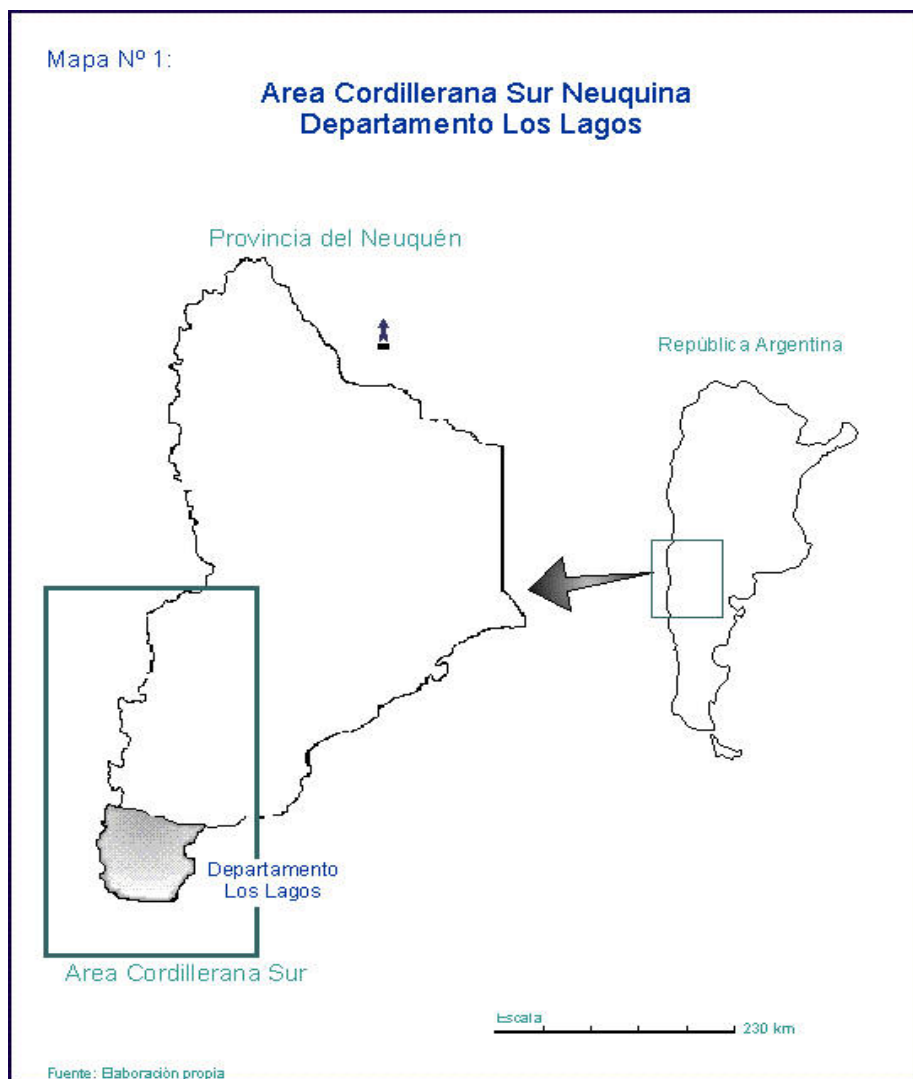 Mapa Nº 1:
Area Cordillerana Sur Neuquina
Departamento Los Lagos
Provincia del Neuquén
República Argentina
Departamento
Los Lagos
Area Cordillerana Sur
Escala
230 km
Fuente: Elaboración propia